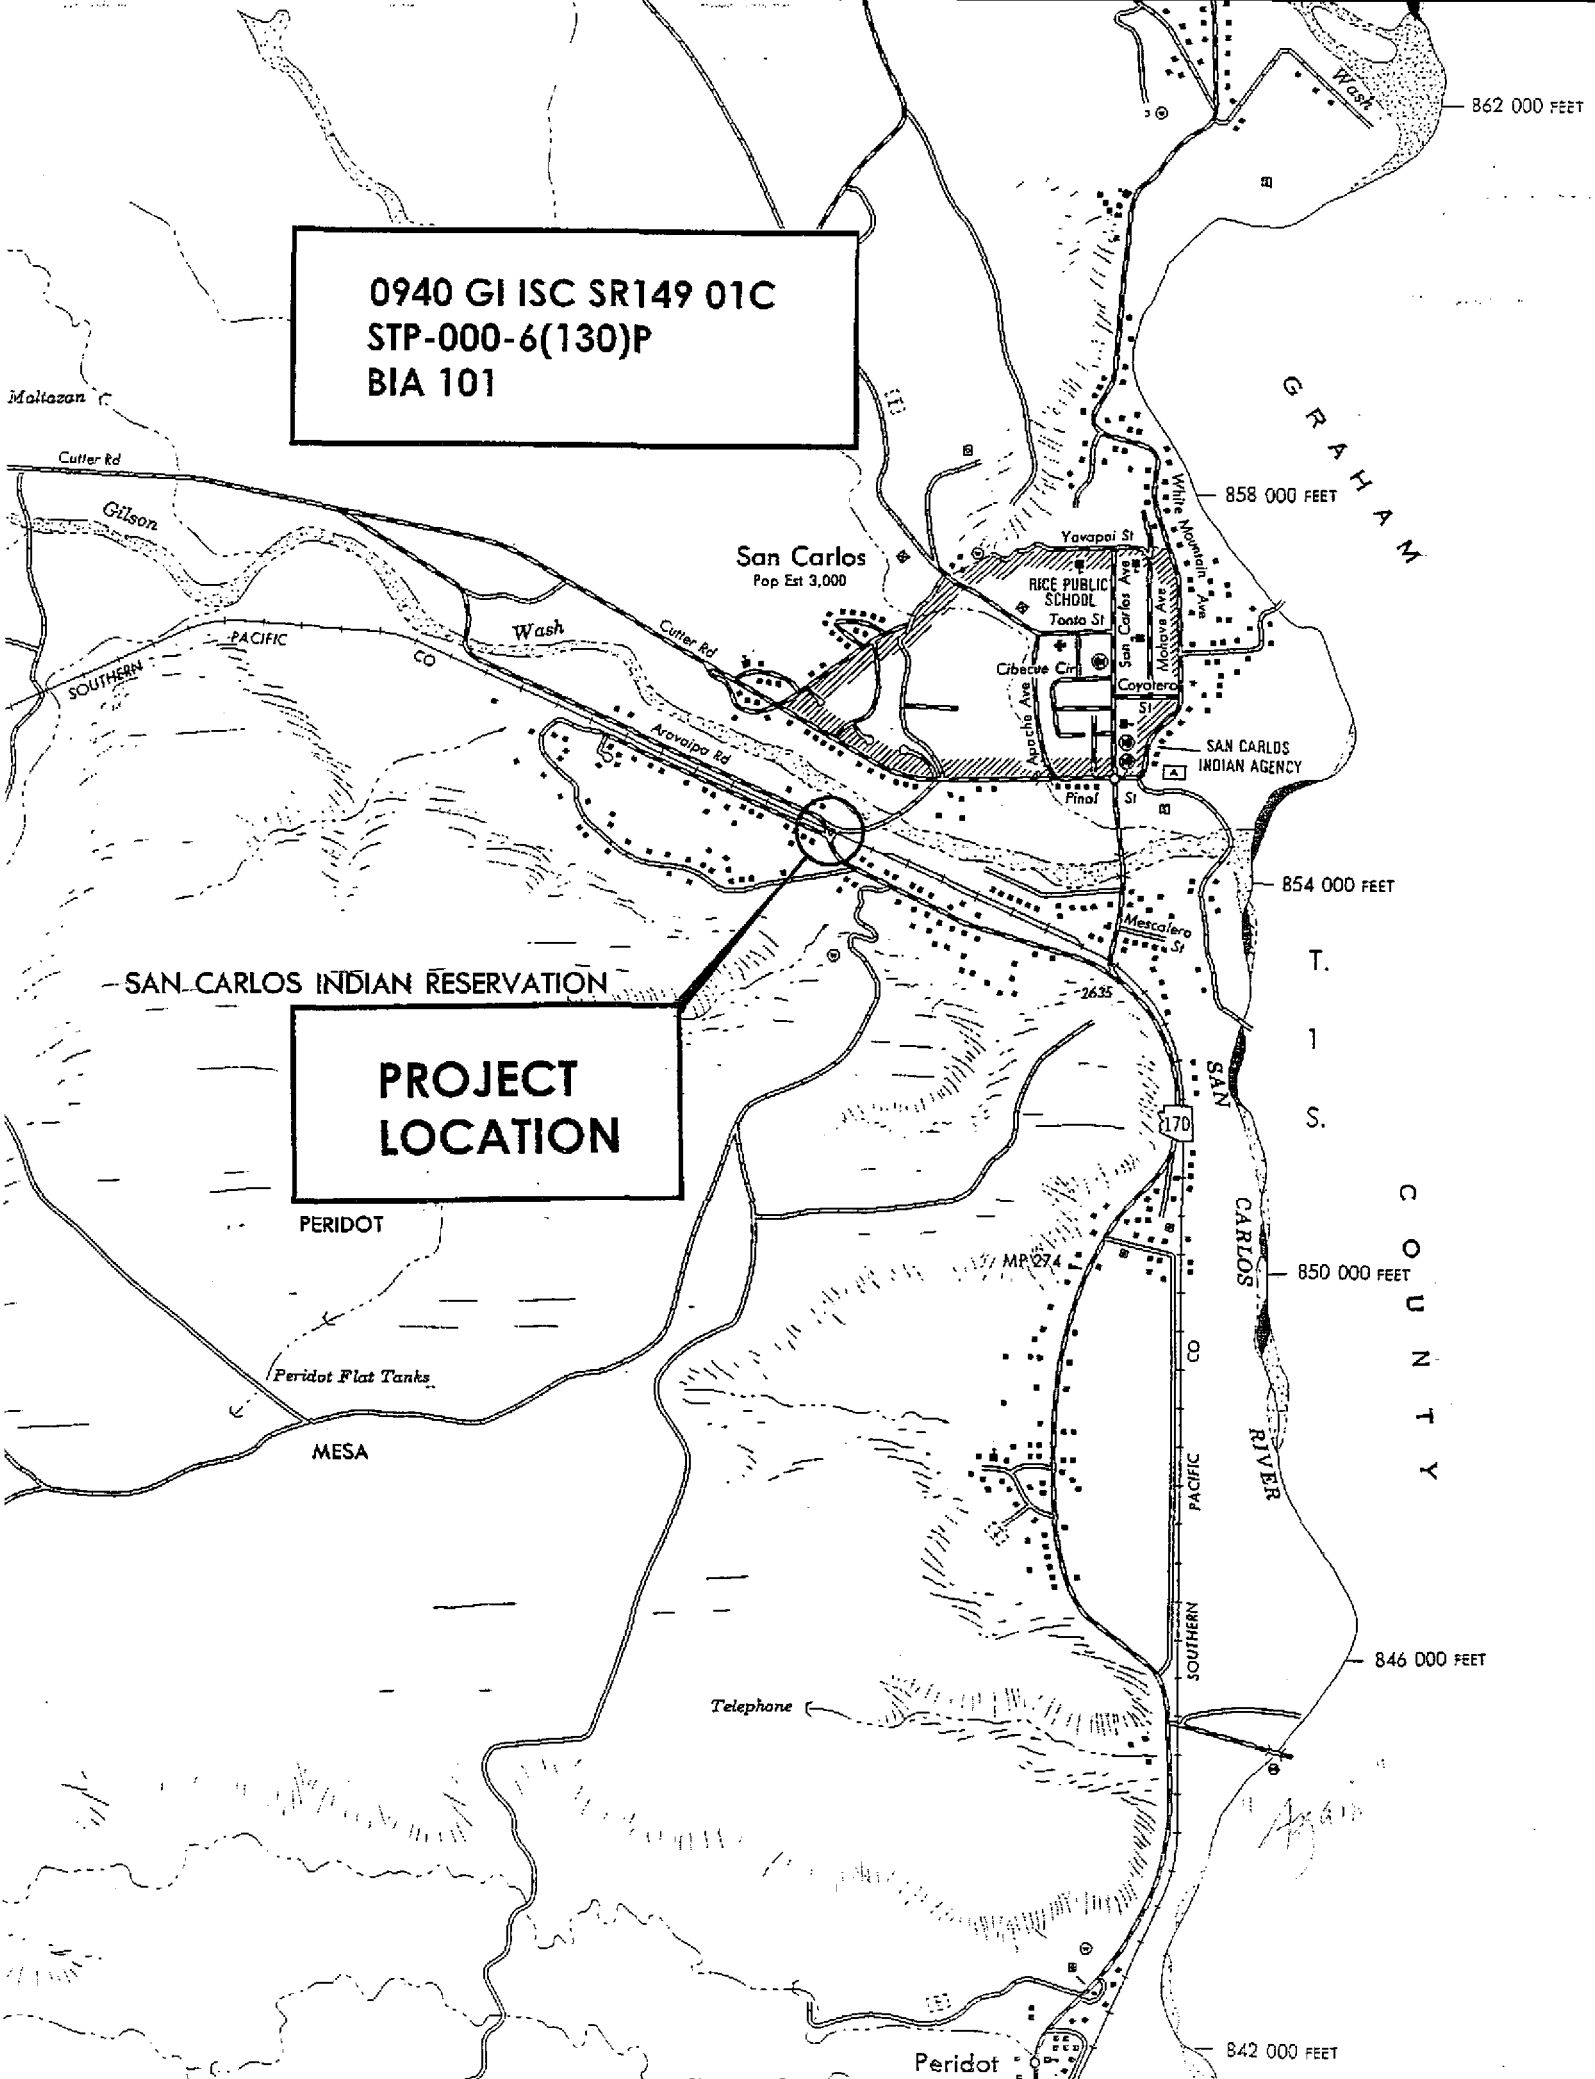 Wash
862 000 FEET
3
0940 GI ISC SR149 01C
STP-000-6(130)P
BIA 101
GRAHAM
Cutter Rd
Gilson
858 000 FEET
White Mountain Ave
Yavapai St
San Carlos
Pop Est 3,000
RICE PUBLIC
SCHOOL
San Carlos Ave
Mohave Ave
Tonto St
Wash
Cutter Rd
PACIFIC
CO
SOUTHERN
Cibecue Cir
Apache Ave
Coyotero
St
Aravaipa Rd
SAN CARLOS
INDIAN AGENCY
A
Pinal St
854 000 FEET
Mescalero
St
T.
SAN CARLOS INDIAN RESERVATION
2635
1
PROJECT
LOCATION
SAN
170
S.
CARLOS
COUNTY
PERIDOT
MP 274
850 000 FEET
CO
Peridot Flat Tanks
MESA
RIVER
PACIFIC
SOUTHERN
846 000 FEET
Telephone
" Again "
Peridot
842 000 FEET